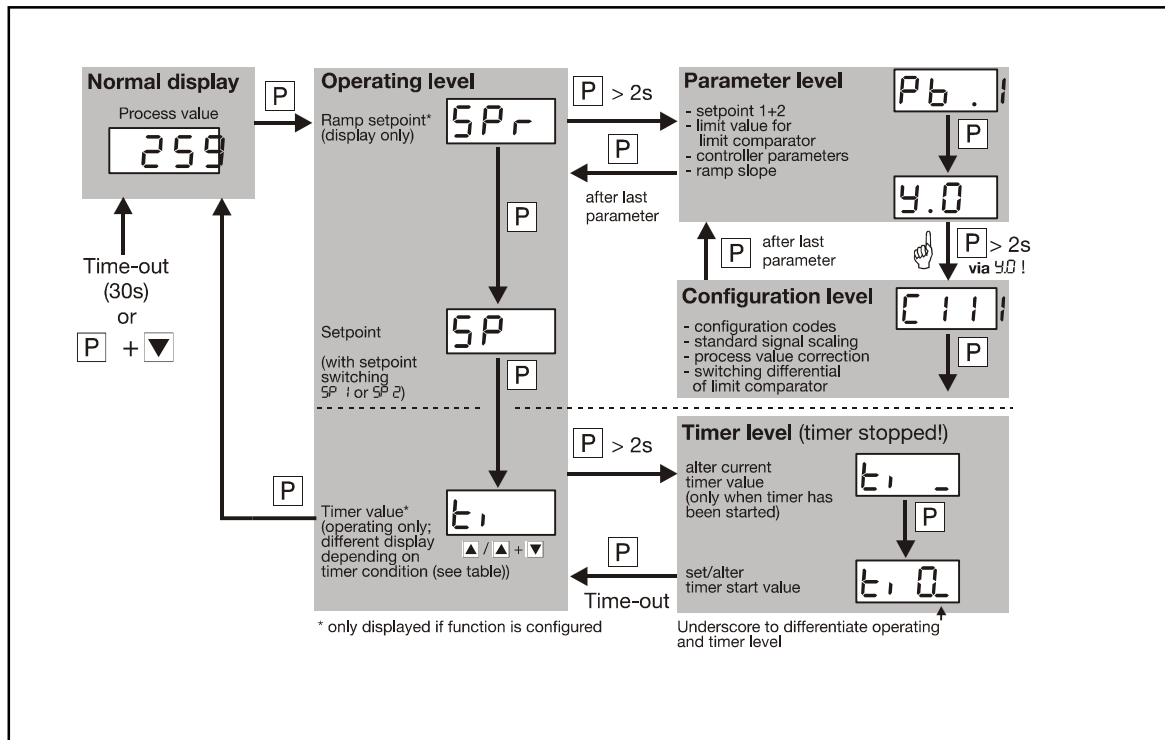 Normal display
Process value
259
P
Time-out
(30s)
or
P + ▼
P
Operating level
Ramp setpoint*
(display only)
SPr
P
Setpoint
(with setpoint
switching
SP 1 or SP 2)
SP
P
Timer value*
(operating only;
different display
depending on
timer condition (see table))
ti
▲ / ▲ + ▼
* only displayed if function is configured
P > 2s
P
after last
parameter
Parameter level
- setpoint 1+2
- limit value for
limit comparator
- controller parameters
- ramp slope
Pb .1
P
y.0
P > 2s
via y.0 !
P
after last
parameter
Configuration level
- configuration codes
- standard signal scaling
- process value correction
- switching differential
of limit comparator
C111
P
P > 2s
P
Time-out
Timer level (timer stopped!)
alter current
timer value
(only when timer has
been started)
ti _
P
set/alter
timer start value
ti 0_
Underscore to differentiate operating
and timer level